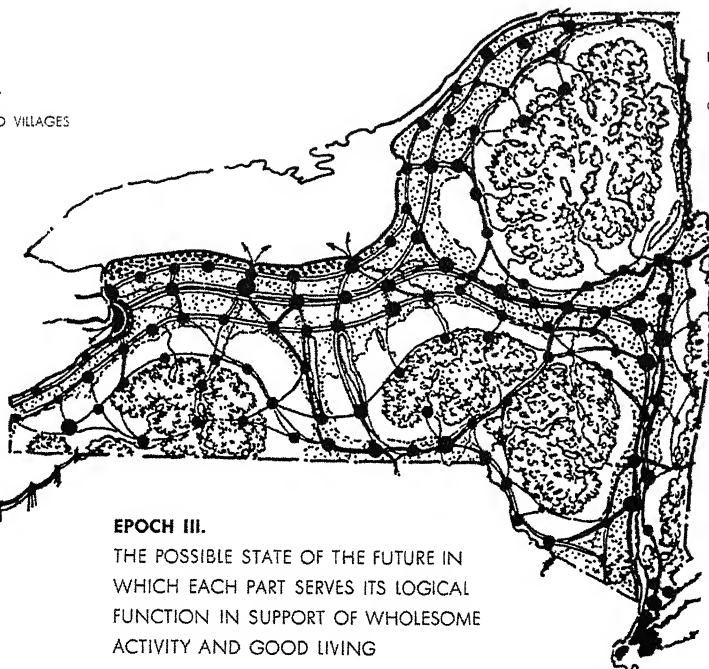 VILLAGES
EPOCH III.
THE POSSIBLE STATE OF THE FUTURE IN
WHICH EACH PART SERVES ITS LOGICAL
FUNCTION IN SUPPORT OF WHOLESOME
ACTIVITY AND GOOD LIVING